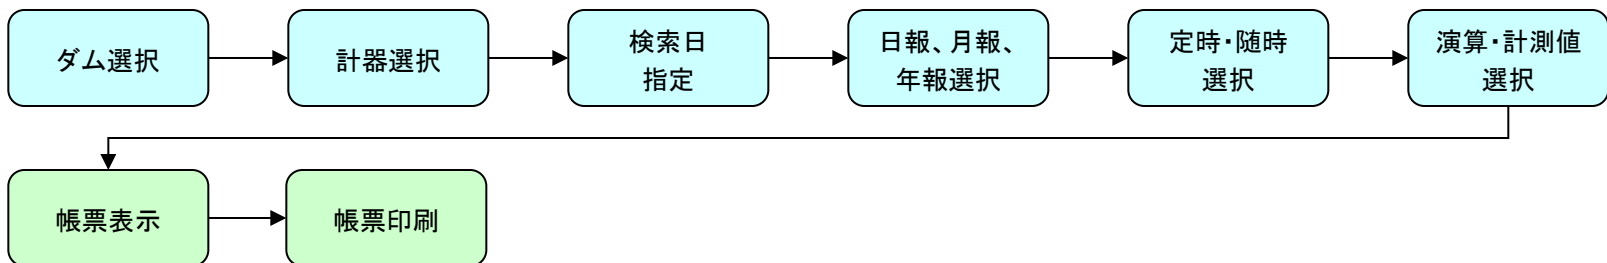 ダム選択
計器選択
検索日
指定
日報、月報、
年報選択
定時・随時
選択
演算・計測値
選択
帳票表示
帳票印刷